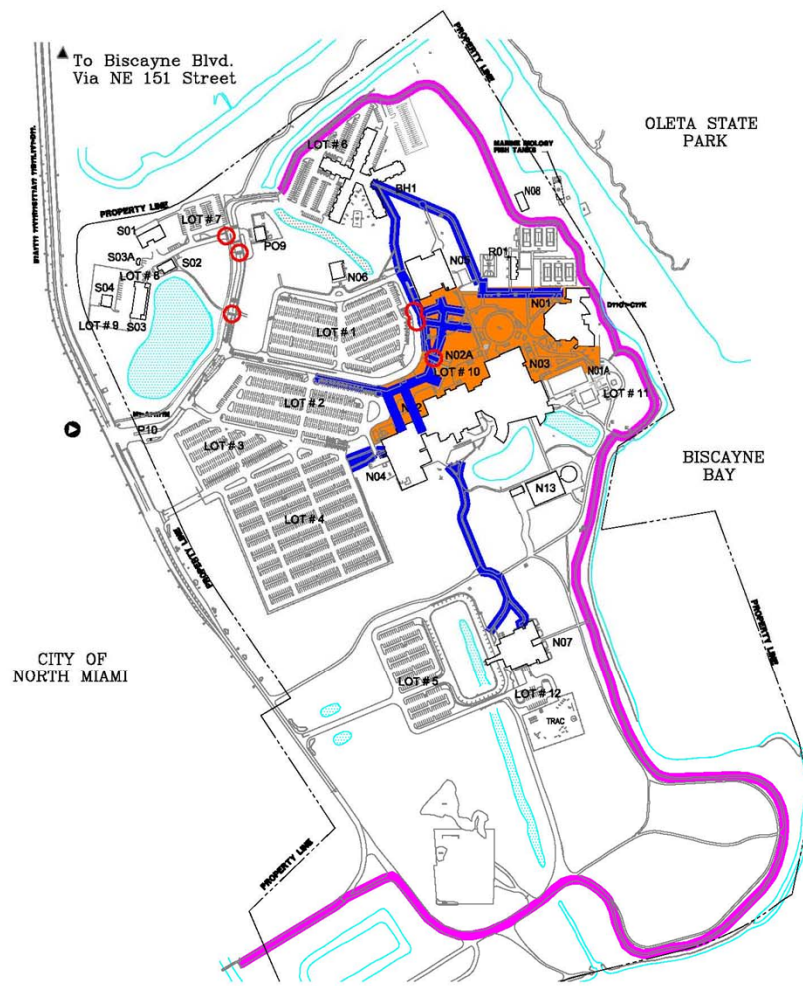 To Biscayne Blvd.
Via NE 151 Street
PROPERTY LINE
OLETA STATE
PARK
LOT # 6
MARINE BIOLOGY
FISH TANKS
BH1
N08
PROPERTY LINE
LOT # 7
S01
PO9
S03A
S02
LOT # 8
N06
N05
R01
S04
N01
LOT # 9
S03
LOT # 1
N02A
LOT # 10
N03
N01A
LOT # 11
LOT # 2
P10
LOT # 3
N04
BISCAYNE
BAY
N13
LOT # 4
PROPERTY LINE
PROPERTY LINE
CITY OF
NORTH MIAMI
N07
LOT # 5
LOT # 12
TRAC
PROPERTY LINE